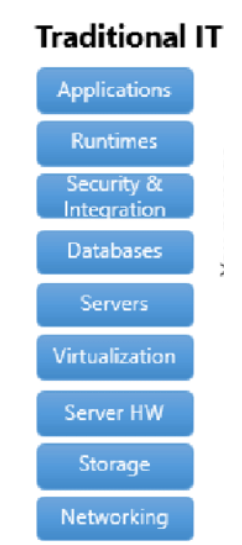 Traditional IT
Applications
Runtimes
Security &
Integration
Databases
Servers
Virtualization
Server HW
Storage
Networking